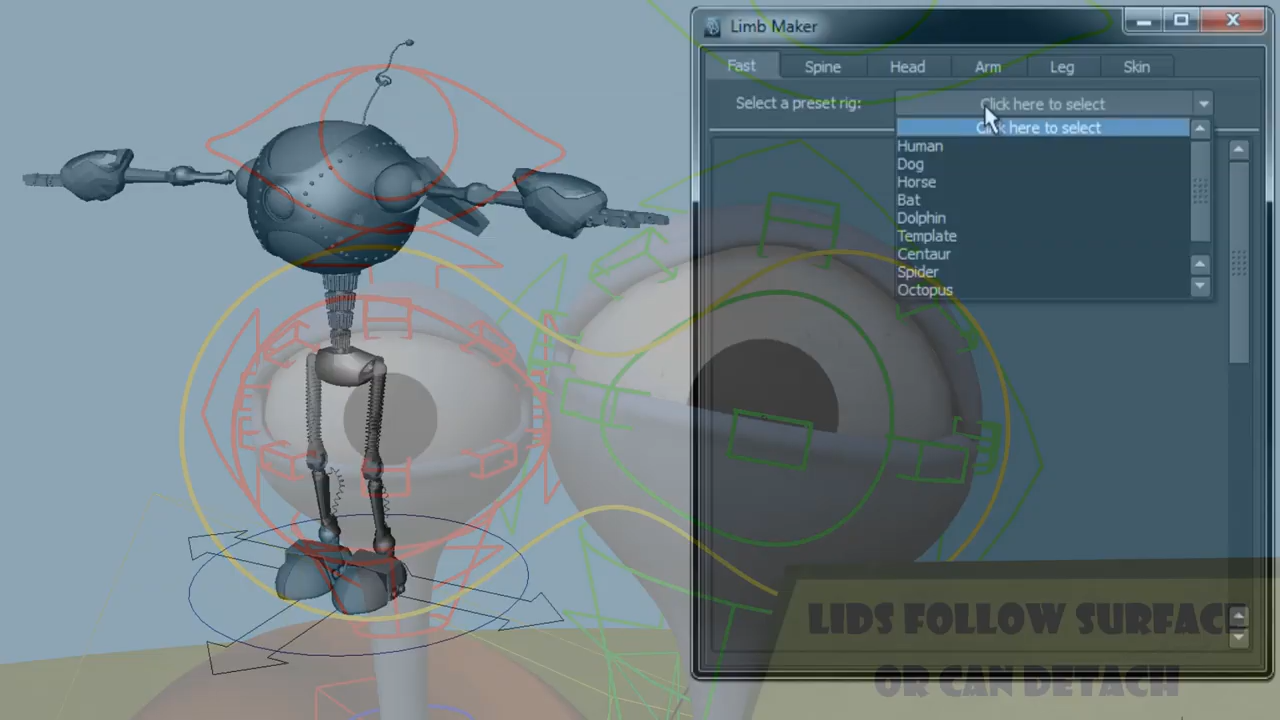 Limb Maker
Fast Spine Head Arm Leg Skin
Select a preset rig: Click here to select
Click here to select
Human
Dog
Horse
Bat
Dolphin
Template
Centaur
Spider
Octopus
LIDS FOLLOW SURFACE
OR CAN DETACH